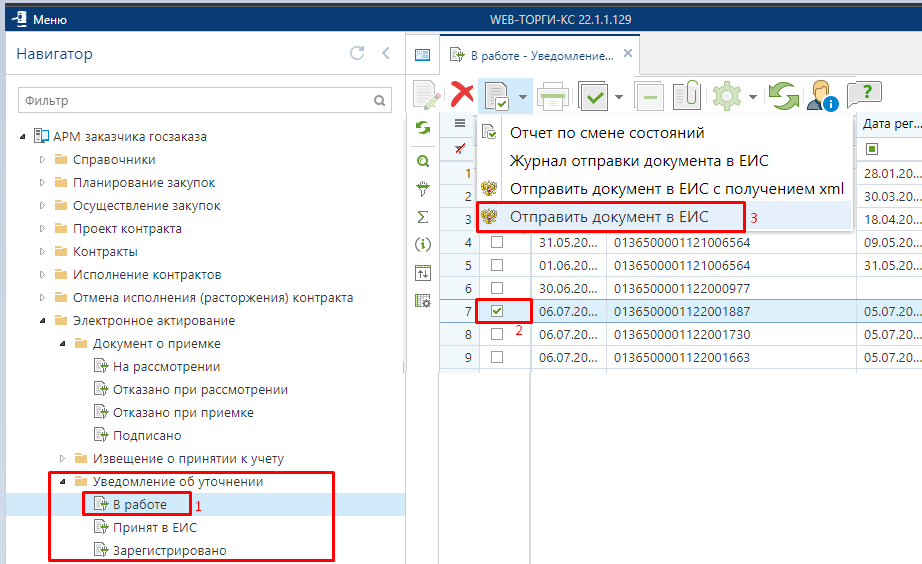 Меню
WEB-ТОРГИ-КС 22.1.1.129
Навигатор
В работе - Уведомление...
Фильтр
АРМ заказчика госзаказа
Справочники
Планирование закупок
Осуществление закупок
Проект контракта
Контракты
Исполнение контрактов
Отмена исполнения (расторжения) контракта
Электронное актирование
Документ о приемке
На рассмотрении
Отказано при рассмотрении
Отказано при приемке
Подписано
Извещение о принятии к учету
Уведомление об уточнении
В работе 1
Принят в ЕИС
Зарегистрировано
Отчет по смене состояний
Журнал отправки документа в ЕИС
Отправить документ в ЕИС с получением xml
Отправить документ в ЕИС 3
Дата рег...
1 28.01.20...
2 30.03.20...
3 18.04.20...
4 31.05.20... 0136500001121006564 09.05.20...
5 01.06.20... 0136500001121006564 31.05.20...
6 30.06.20... 0136500001122000977
7 06.07.20... 0136500001122001887 05.07.20...
2
8 06.07.20... 0136500001122001730 05.07.20...
9 06.07.20... 0136500001122001663 05.07.20...